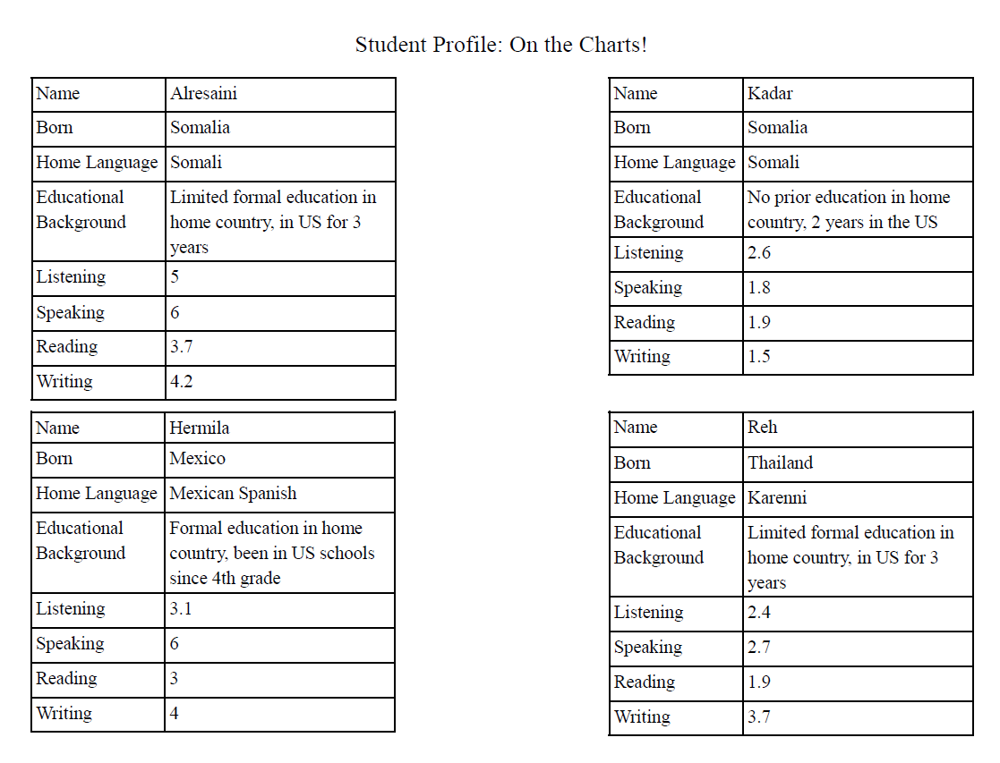 Student Profile: On the Charts!
Name Alresaini
Born Somalia
Home Language Somali
Educational Limited formal education in
Background home country, in US for 3
years
Listening 5
Speaking 6
Reading 3.7
Writing 4.2
Name Kadar
Born Somalia
Home Language Somali
Educational No prior education in home
Background country, 2 years in the US
Listening 2.6
Speaking 1.8
Reading 1.9
Writing 1.5
Name Hermila
Born Mexico
Home Language Mexican Spanish
Educational Formal education in home
Background country, been in US schools
since 4th grade
Listening 3.1
Speaking 6
Reading 3
Writing 4
Name Reh
Born Thailand
Home Language Karenni
Educational Limited formal education in
Background home country, in US for 3
years
Listening 2.4
Speaking 2.7
Reading 1.9
Writing 3.7